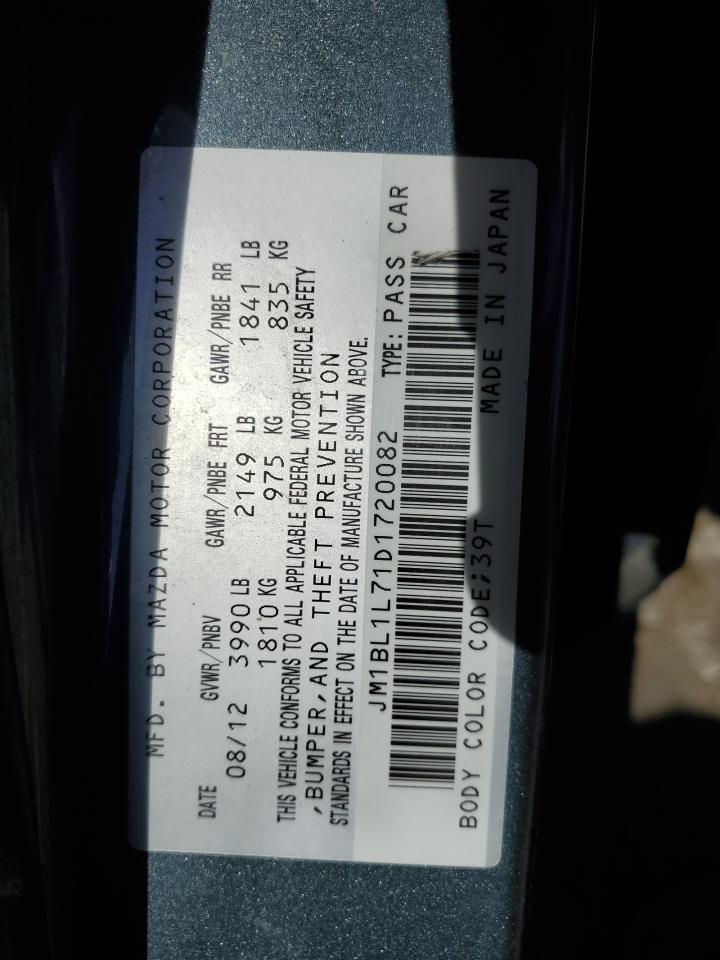 MFD. BY MAZDA MOTOR CORPORATION
DATE GVWR/PNBV GAWR/PNBE FRT GAWR/PNBE RR
08/12 3990 LB 2149 LB 1841 LB
1810 KG 975 KG 835 KG
THIS VEHICLE CONFORMS TO ALL APPLICABLE FEDERAL MOTOR VEHICLE SAFETY
,BUMPER,AND THEFT PREVENTION
STANDARDS IN EFFECT ON THE DATE OF MANUFACTURE SHOWN ABOVE.
JM1BL1L71D1720082 TYPE: PASS CAR
BODY COLOR CODE;39T MADE IN JAPAN